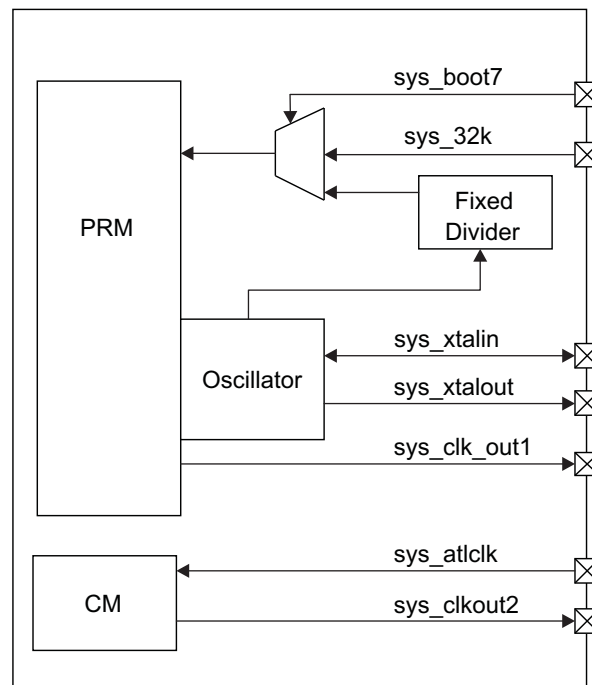 sys_boot7
sys_32k
Fixed
Divider
PRM
sys_xtalin
Oscillator
sys_xtalout
sys_clk_out1
sys_atlclk
CM
sys_clkout2